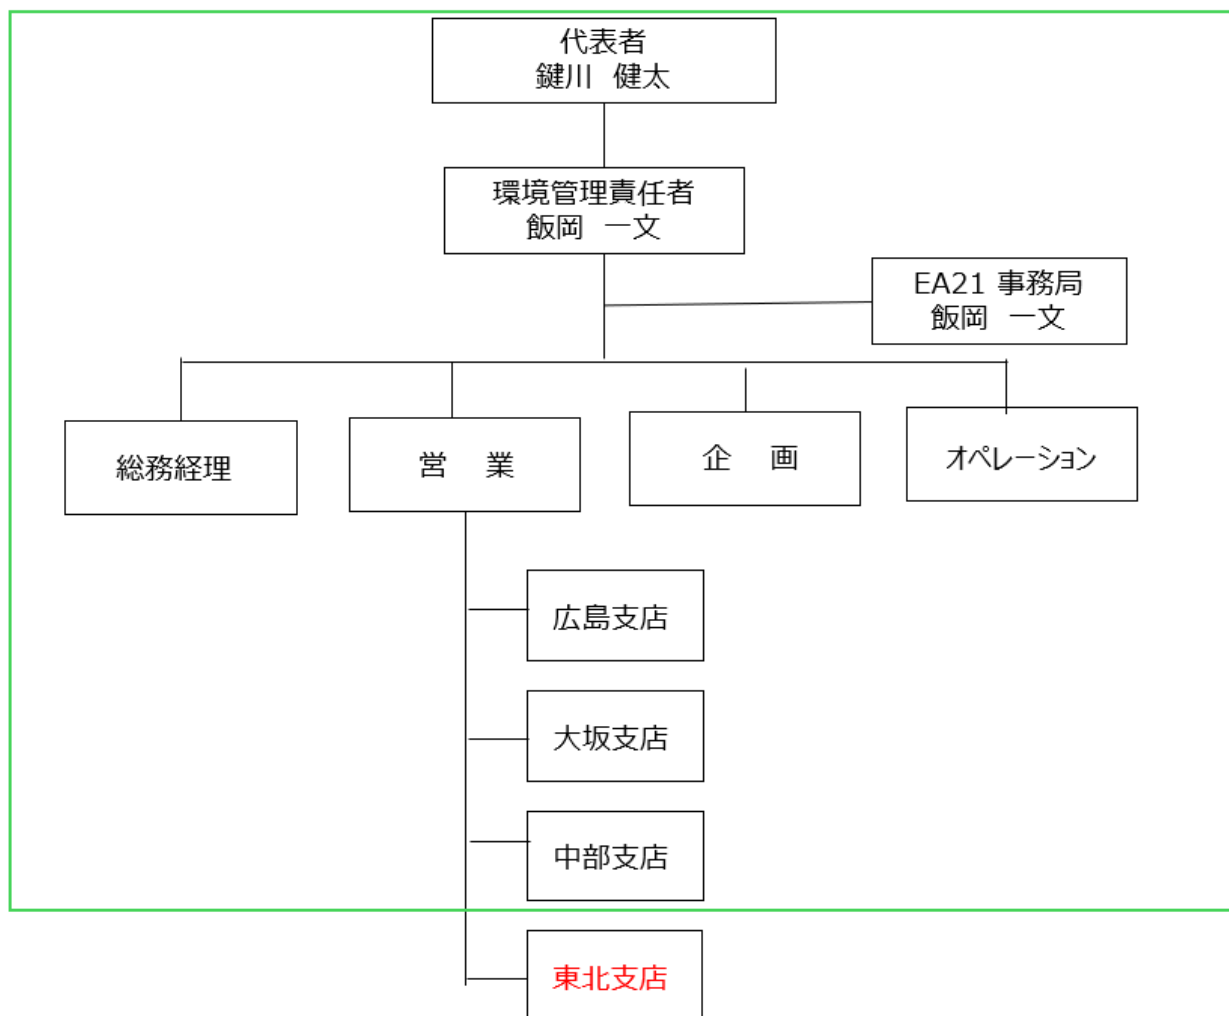 代表者
鍵川 健太
環境管理責任者
飯岡 一文
EA21 事務局
飯岡 一文
総務経理
営 業
企 画
オペレーション
広島支店
大坂支店
中部支店
東北支店